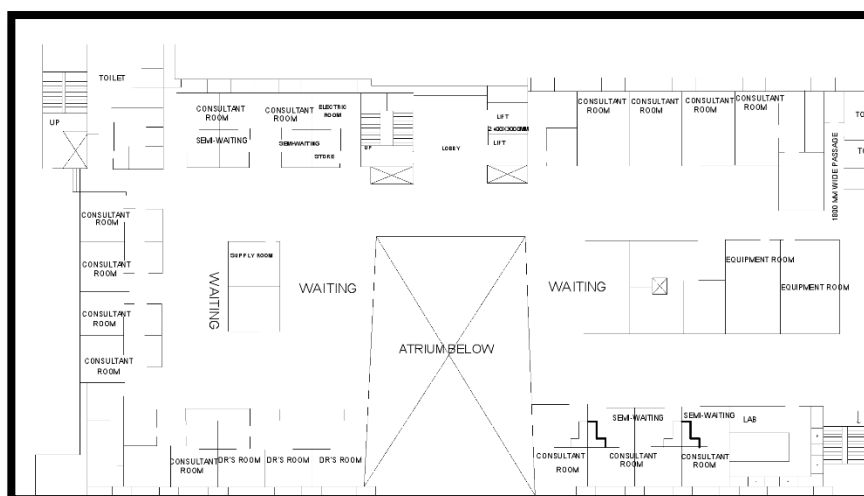 TOILET
UP
CONSULTANT
ROOM
SEMI-WAITING
CONSULTANT
ROOM
SEMI-WAITING
ELECTRIC
ROOM
STORE
UP
LOBBY
LIFT
LIFT
CONSULTANT
ROOM
CONSULTANT
ROOM
CONSULTANT
ROOM
CONSULTANT
ROOM
1800 MM WIDE PASSAGE
TO
TO
CONSULTANT
ROOM
CONSULTANT
ROOM
CONSULTANT
ROOM
CONSULTANT
ROOM
WAITING
SUPPLY ROOM
WAITING
ATRIUM BELOW
WAITING
EQUIPMENT ROOM
EQUIPMENT ROOM
CONSULTANT
ROOM
DR'S ROOM
DR'S ROOM
DR'S ROOM
SEMI-WAITING
SEMI-WAITING
LAB
CONSULTANT
ROOM
CONSULTANT
ROOM
CONSULTANT
ROOM